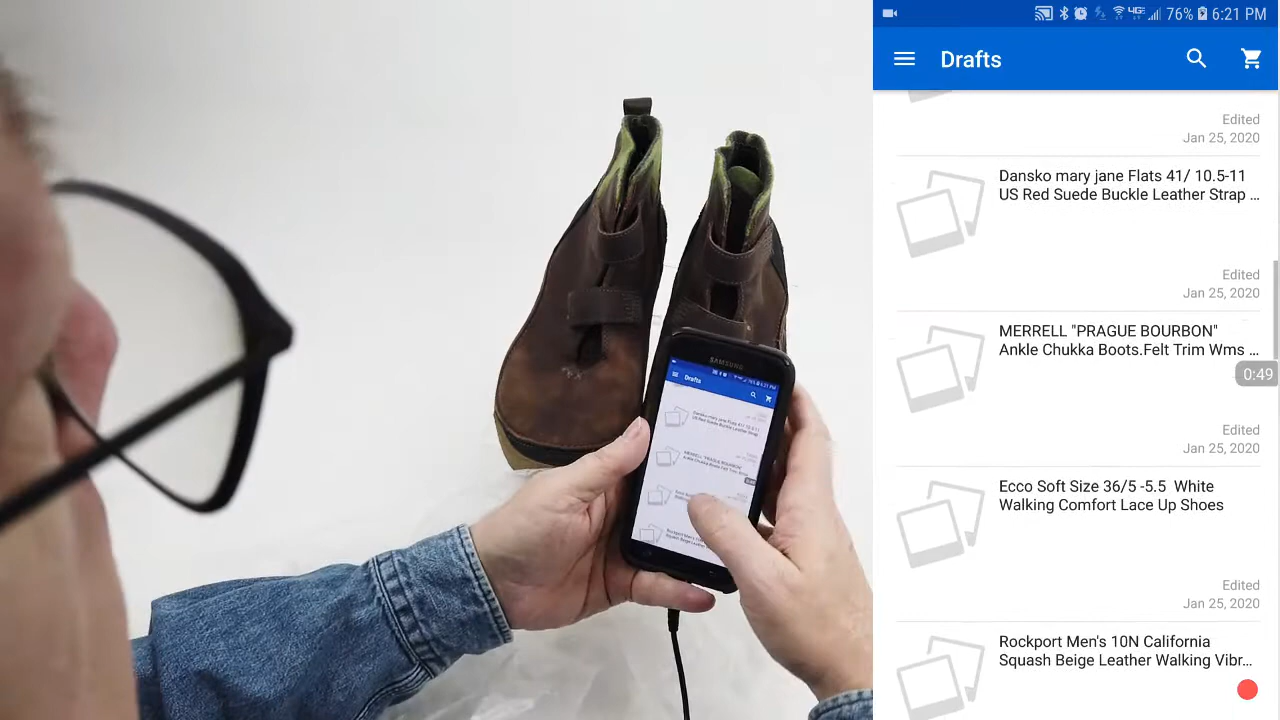 76% 6:21 PM
Drafts
Edited
Jan 25, 2020
Dansko mary jane Flats 41/ 10.5-11
US Red Suede Buckle Leather Strap ...
Edited
Jan 25, 2020
MERRELL "PRAGUE BOURBON"
Ankle Chukka Boots.Felt Trim Wms ...
0:49
Edited
Jan 25, 2020
Ecco Soft Size 36/5 -5.5 White
Walking Comfort Lace Up Shoes
Edited
Jan 25, 2020
Rockport Men's 10N California
Squash Beige Leather Walking Vibr...
SAMSUNG
Drafts